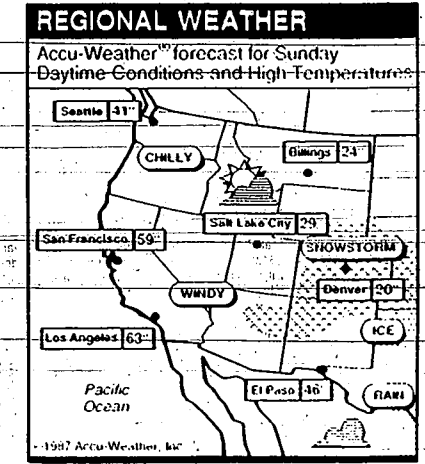 REGIONAL WEATHER
Accu-Weather forecast for Sunday
Daytime Conditions and High Temperatures
Seattle 41°
CHILLY
Billings 24°
Salt Lake City 29°
San Francisco 59°
SNOWSTORM
WINDY
Denver 20°
Los Angeles 63°
ICE
Pacific
Ocean
El Paso 46°
RAIN
1987 Accu-Weather, Inc.